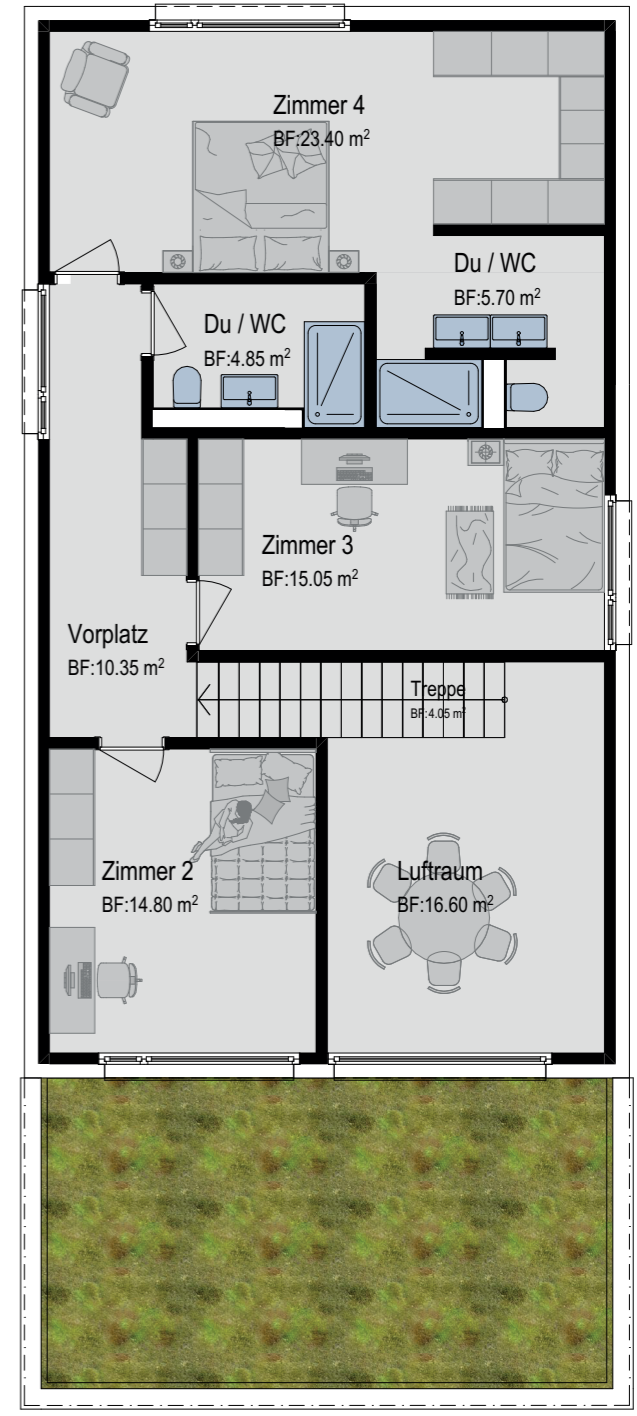 Zimmer 4
BF:23.40 m²
Du / WC
BF:5.70 m²
Du / WC
BF:4.85 m²
Zimmer 3
BF:15.05 m²
Vorplatz
BF:10.35 m²
Treppe
BF:4.05 m²
Zimmer 2
BF:14.80 m²
Luftraum
BF:16.60 m²